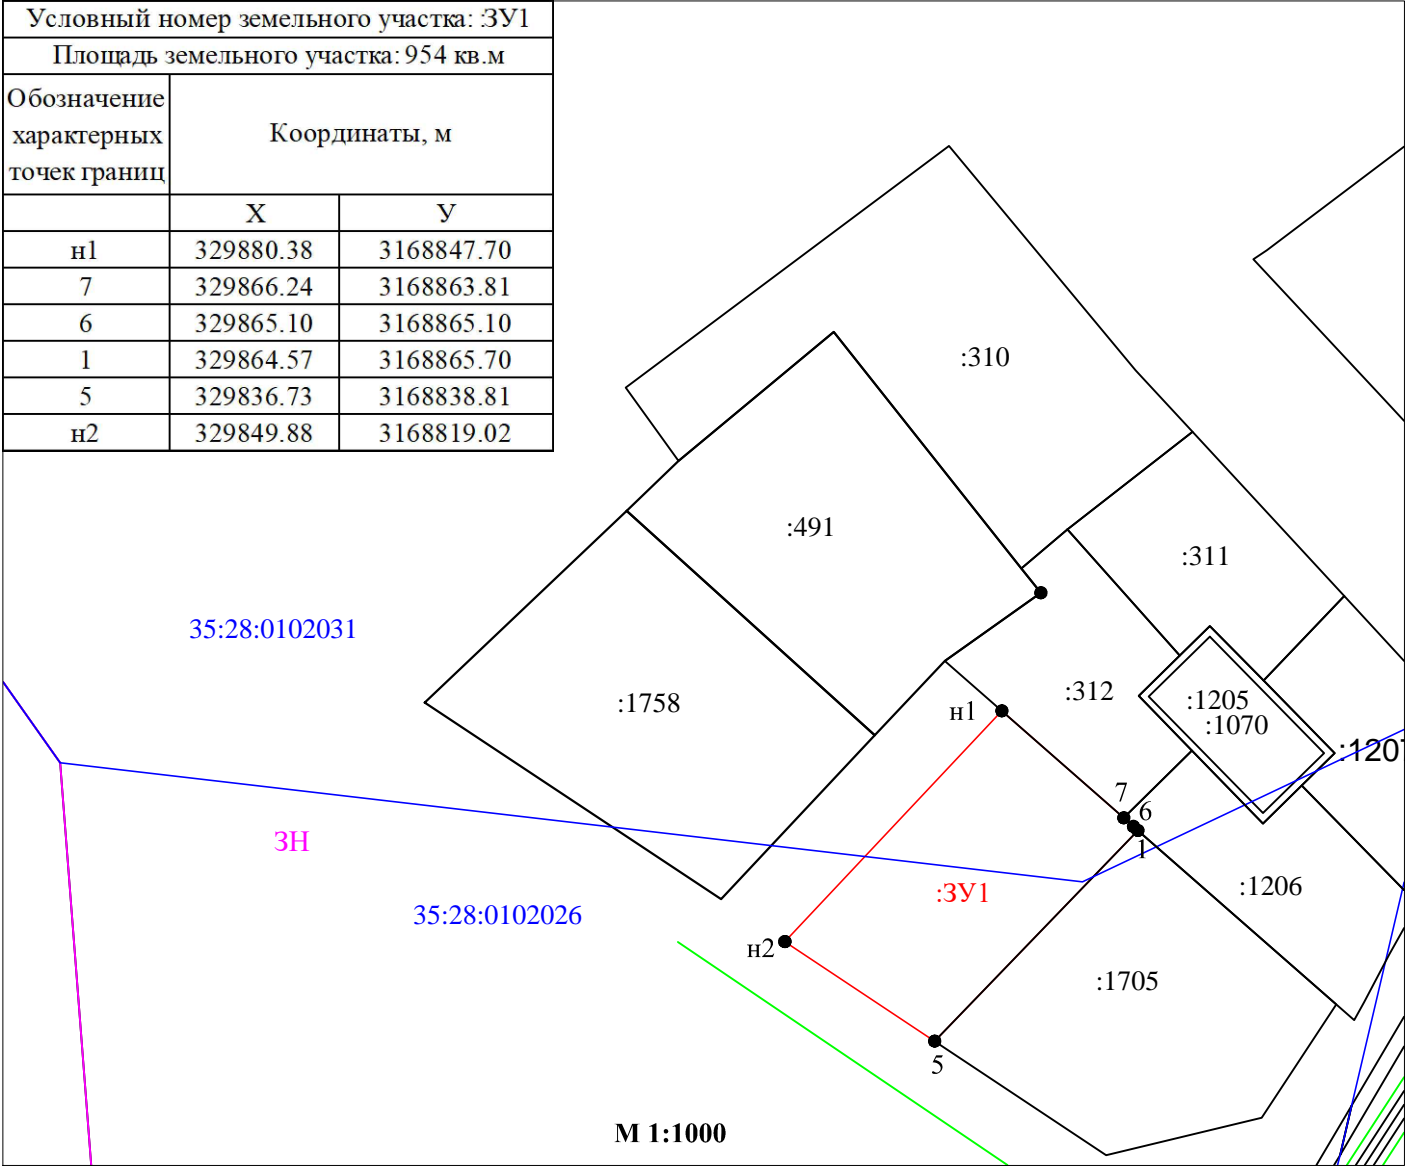 Условный номер земельного участка: :ЗУ1
Площадь земельного участка: 954 кв.м
Обозначение
характерных
точек границ
Координаты, м
Х У
н1 329880.38 3168847.70
7 329866.24 3168863.81
6 329865.10 3168865.10
1 329864.57 3168865.70
5 329836.73 3168838.81
н2 329849.88 3168819.02
:310
:491
:311
35:28:0102031
:1758
:312
:1205
н1
:1070
:1207
7
6
1
ЗН
:ЗУ1
:1206
35:28:0102026
н2
:1705
5
М 1:1000